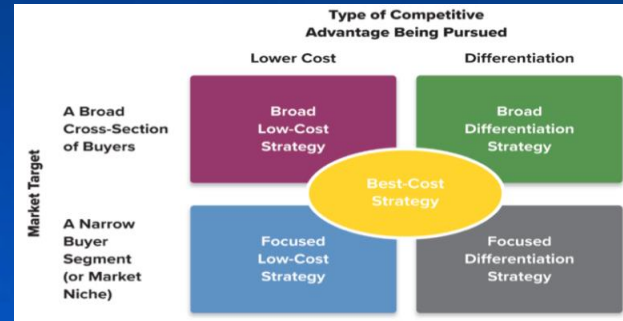 Type of Competitive
Advantage Being Pursued
Lower Cost
Differentiation
Market Target
A Broad
Cross-Section
of Buyers
Broad
Low-Cost
Strategy
Broad
Differentiation
Strategy
Best-Cost
Strategy
A Narrow
Buyer
Segment
(or Market
Niche)
Focused
Low-Cost
Strategy
Focused
Differentiation
Strategy